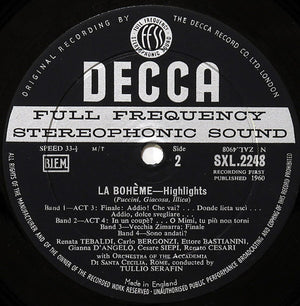 ORIGINAL RECORDING BY
THE DECCA RECORD CO. LTD. LONDON
FULL FREQUENCY
FFSS
STEREOPHONIC SOUND
DECCA
FULL FREQUENCY
STEREOPHONIC SOUND
SPEED 33⅓
M/T
Side
2
ZAL.4908
N
B.I.E.M.
SXL.2248
RECORDING FIRST
PUBLISHED 1960
LA BOHÈME—Highlights
(Puccini, Giacosa, Illica)
Band 1—ACT 3: Finale: Addio! Che vai? . . . Donde lieta uscì . . .
Addio, dolce svegliare . . .
Band 2—ACT 4: In un coupè? . . . O Mimì, tu più non torni
Band 3—Vecchia Zimarra; Finale
Band 4—Sono andati?
Renata TEBALDI, Carlo BERGONZI, Ettore BASTIANINI,
Gianna D'ANGELO, Cesare SIEPI, Renato CESARI
with ORCHESTRA OF THE ACCADEMIA
DI SANTA CECILIA, ROME, conducted by
TULLIO SERAFIN
ALL RIGHTS OF THE MANUFACTURER AND OF THE OWNER OF THE RECORDED WORK RESERVED · UNAUTHORISED PUBLIC PERFORMANCE, BROADCASTING AND COPYING OF THIS RECORD PROHIBITED
Made in England